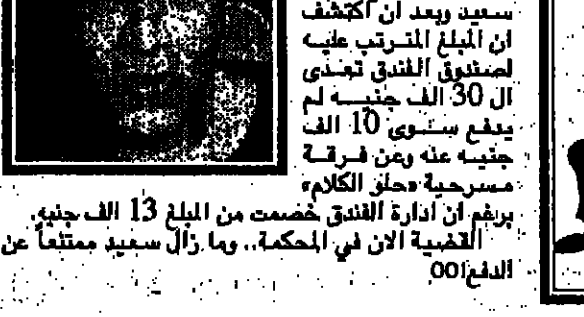 سعيد وبعد ان اكتشف
ان المبلغ المترتب عليه
لصندوق الفندق تعدى
ال 30 الف جنيه لم
يدفع سوى 10 الف
جنيه عنه وعن فرقة
مسرحية «حلق الكلام»
برغم ان ادارة الفندق خصمت من المبلغ 13 الف جنيه.
القضية الان في المحكمة.. وما زال سعيد ممتنعاً عن
الدفع!00